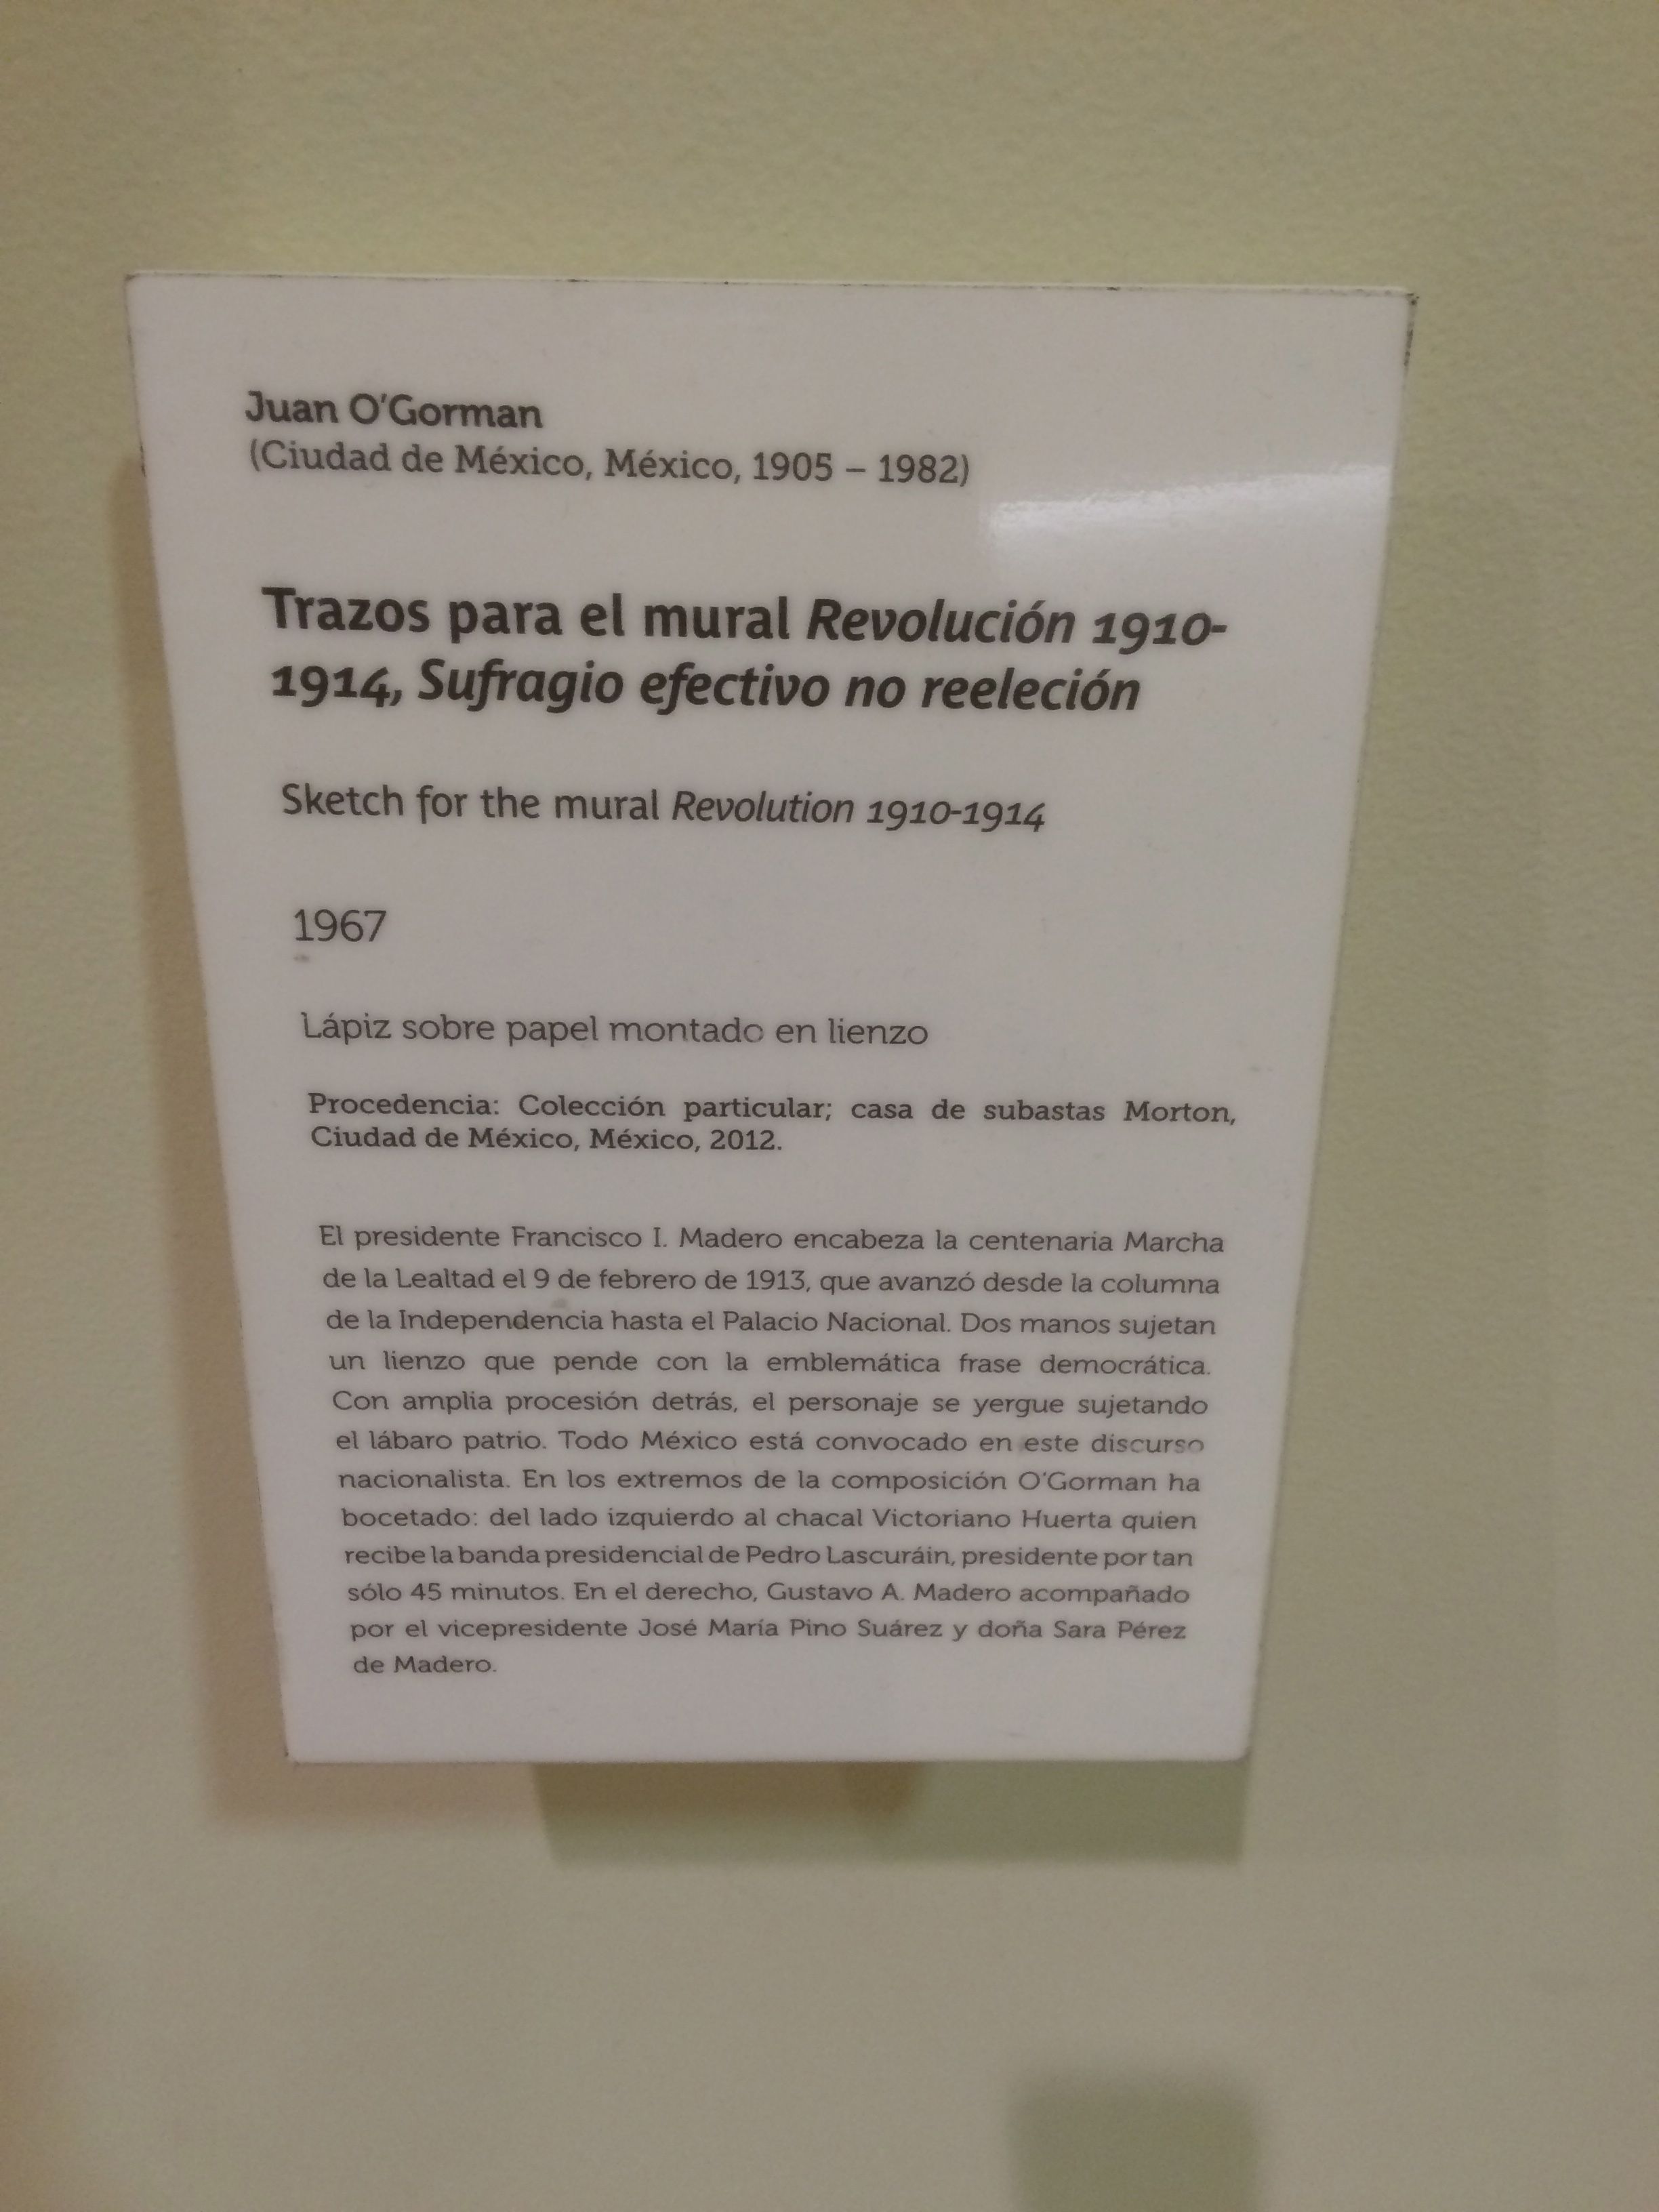 Juan O'Gorman
(Ciudad de México, México, 1905 – 1982)
Trazos para el mural Revolución 1910-
1914, Sufragio efectivo no reeleción
Sketch for the mural Revolution 1910-1914
1967
Lápiz sobre papel montado en lienzo
Procedencia: Colección particular; casa de subastas Morton,
Ciudad de México, México, 2012.
El presidente Francisco I. Madero encabeza la centenaria Marcha
de la Lealtad el 9 de febrero de 1913, que avanzó desde la columna
de la Independencia hasta el Palacio Nacional. Dos manos sujetan
un lienzo que pende con la emblemática frase democrática.
Con amplia procesión detrás, el personaje se yergue sujetando
el lábaro patrio. Todo México está convocado en este discurso
nacionalista. En los extremos de la composición O'Gorman ha
bocetado: del lado izquierdo al chacal Victoriano Huerta quien
recibe la banda presidencial de Pedro Lascuráin, presidente por tan
sólo 45 minutos. En el derecho, Gustavo A. Madero acompañado
por el vicepresidente José María Pino Suárez y doña Sara Pérez
de Madero.